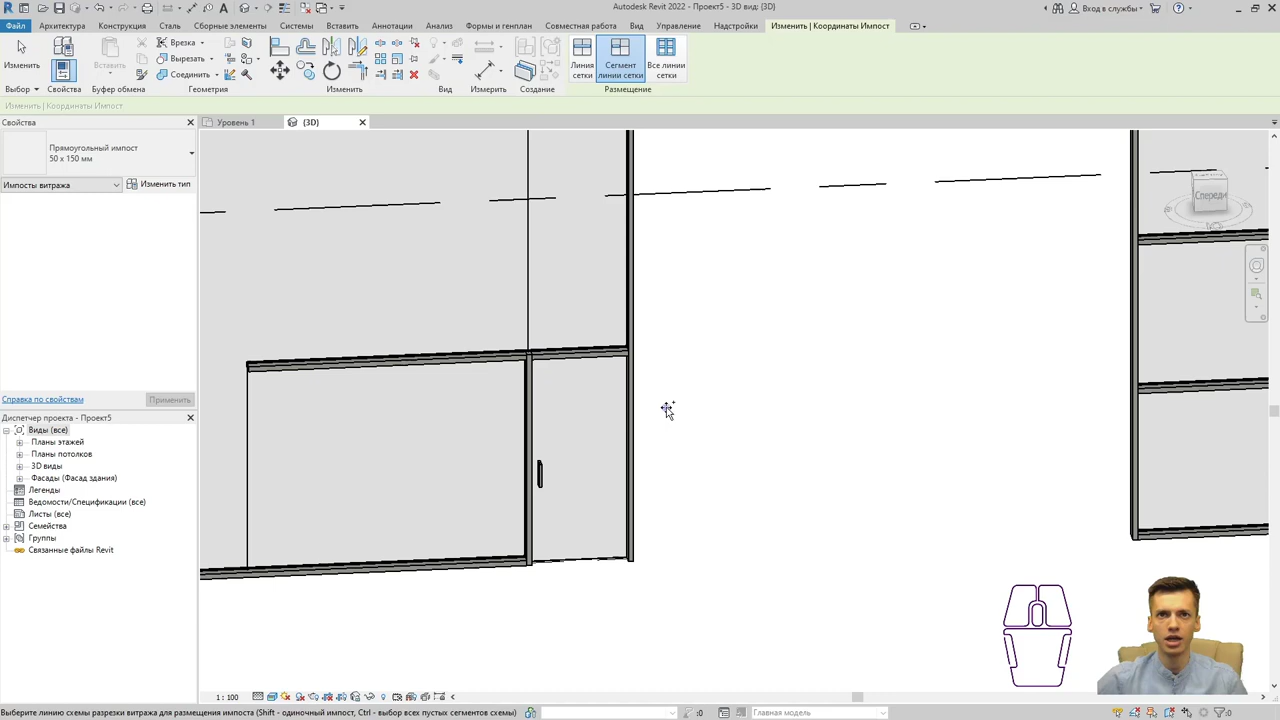 Autodesk Revit 2022 - Проект5 - 3D вид: {3D}
Вход в службы
Файл Архитектура Конструкция Сталь Сборные элементы Системы Вставить Аннотации Анализ Формы и генплан Совместная работа Вид Управление Надстройки Изменить | Координаты Импост
Изменить
Вставить
Врезка
Вырезать
Соединить
Линия сетки
Сегмент линии сетки
Все линии сетки
Выбор Свойства Буфер обмена Геометрия Изменить Вид Измерить Создание Размещение
Изменить | Координаты Импост
Свойства
Уровень 1
{3D}
Прямоугольный импост
50 x 150 мм
Импосты витража
Изменить тип
Спереди
Справка по свойствам
Применить
Диспетчер проекта - Проект5
Виды (все)
Планы этажей
Планы потолков
3D виды
Фасады (Фасад здания)
Легенды
Ведомости/Спецификации (все)
Листы (все)
Семейства
Группы
Связанные файлы Revit
1 : 100
Выберите линию схемы разрезки витража для размещения импоста (Shift - одиночный импост, Ctrl - выбор всех пустых сегментов схемы)
:0
Главная модель
:0